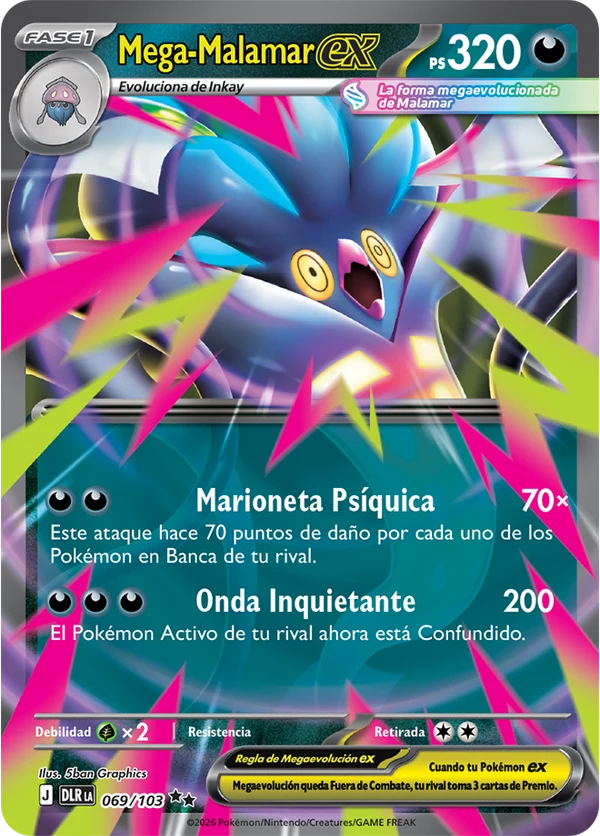 FASE 1
Mega-Malamar ex
PS 320
Evoluciona de Inkay
La forma megaevolucionada
de Malamar
Marioneta Psíquica 70×
Este ataque hace 70 puntos de daño por cada uno de los
Pokémon en Banca de tu rival.
Onda Inquietante 200
El Pokémon Activo de tu rival ahora está Confundido.
Debilidad ×2 Resistencia Retirada
Regla de Megaevolución ex Cuando tu Pokémon ex
Megaevolución queda Fuera de Combate, tu rival toma 3 cartas de Premio.
Ilus. 5ban Graphics
J DLR LA 069/103
©2026 Pokémon/Nintendo/Creatures/GAME FREAK